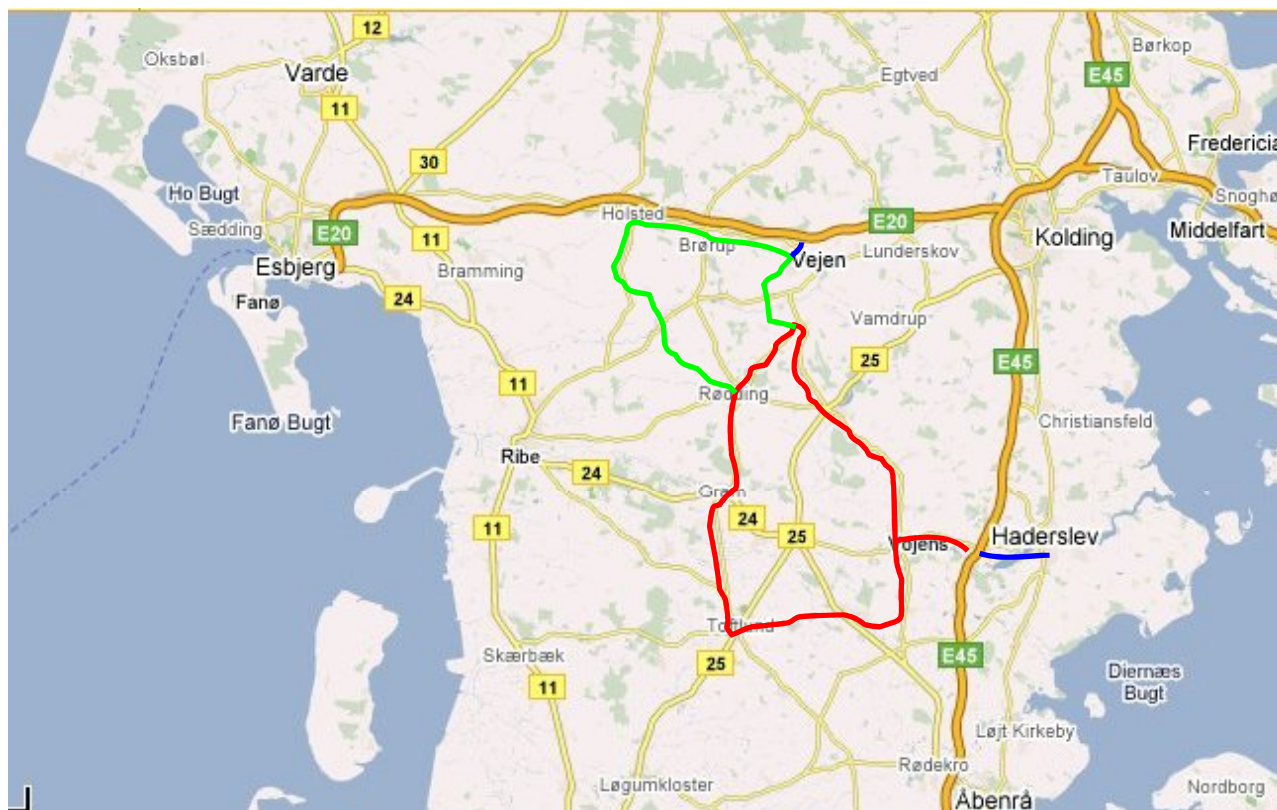 12
Børkop
Oksbøl
Varde
Egtved
E45
11
Fredericia
30
Taulov
Ho Bugt
Snoghø
Holsted
E20
Sædding
E20
Middelfart
11
Brørup
Kolding
Lunderskov
Vejen
Esbjerg
Bramming
24
Fanø
Vamdrup
25
E45
11
Rødding
Fanø Bugt
Christiansfeld
Ribe
24
Gram
24
11
25
Vojens
Haderslev
Toftlund
Skærbæk
E45
25
Diernæs
Bugt
11
Løjt Kirkeby
Rødekro
Løgumkloster
Nordborg
Åbenrå